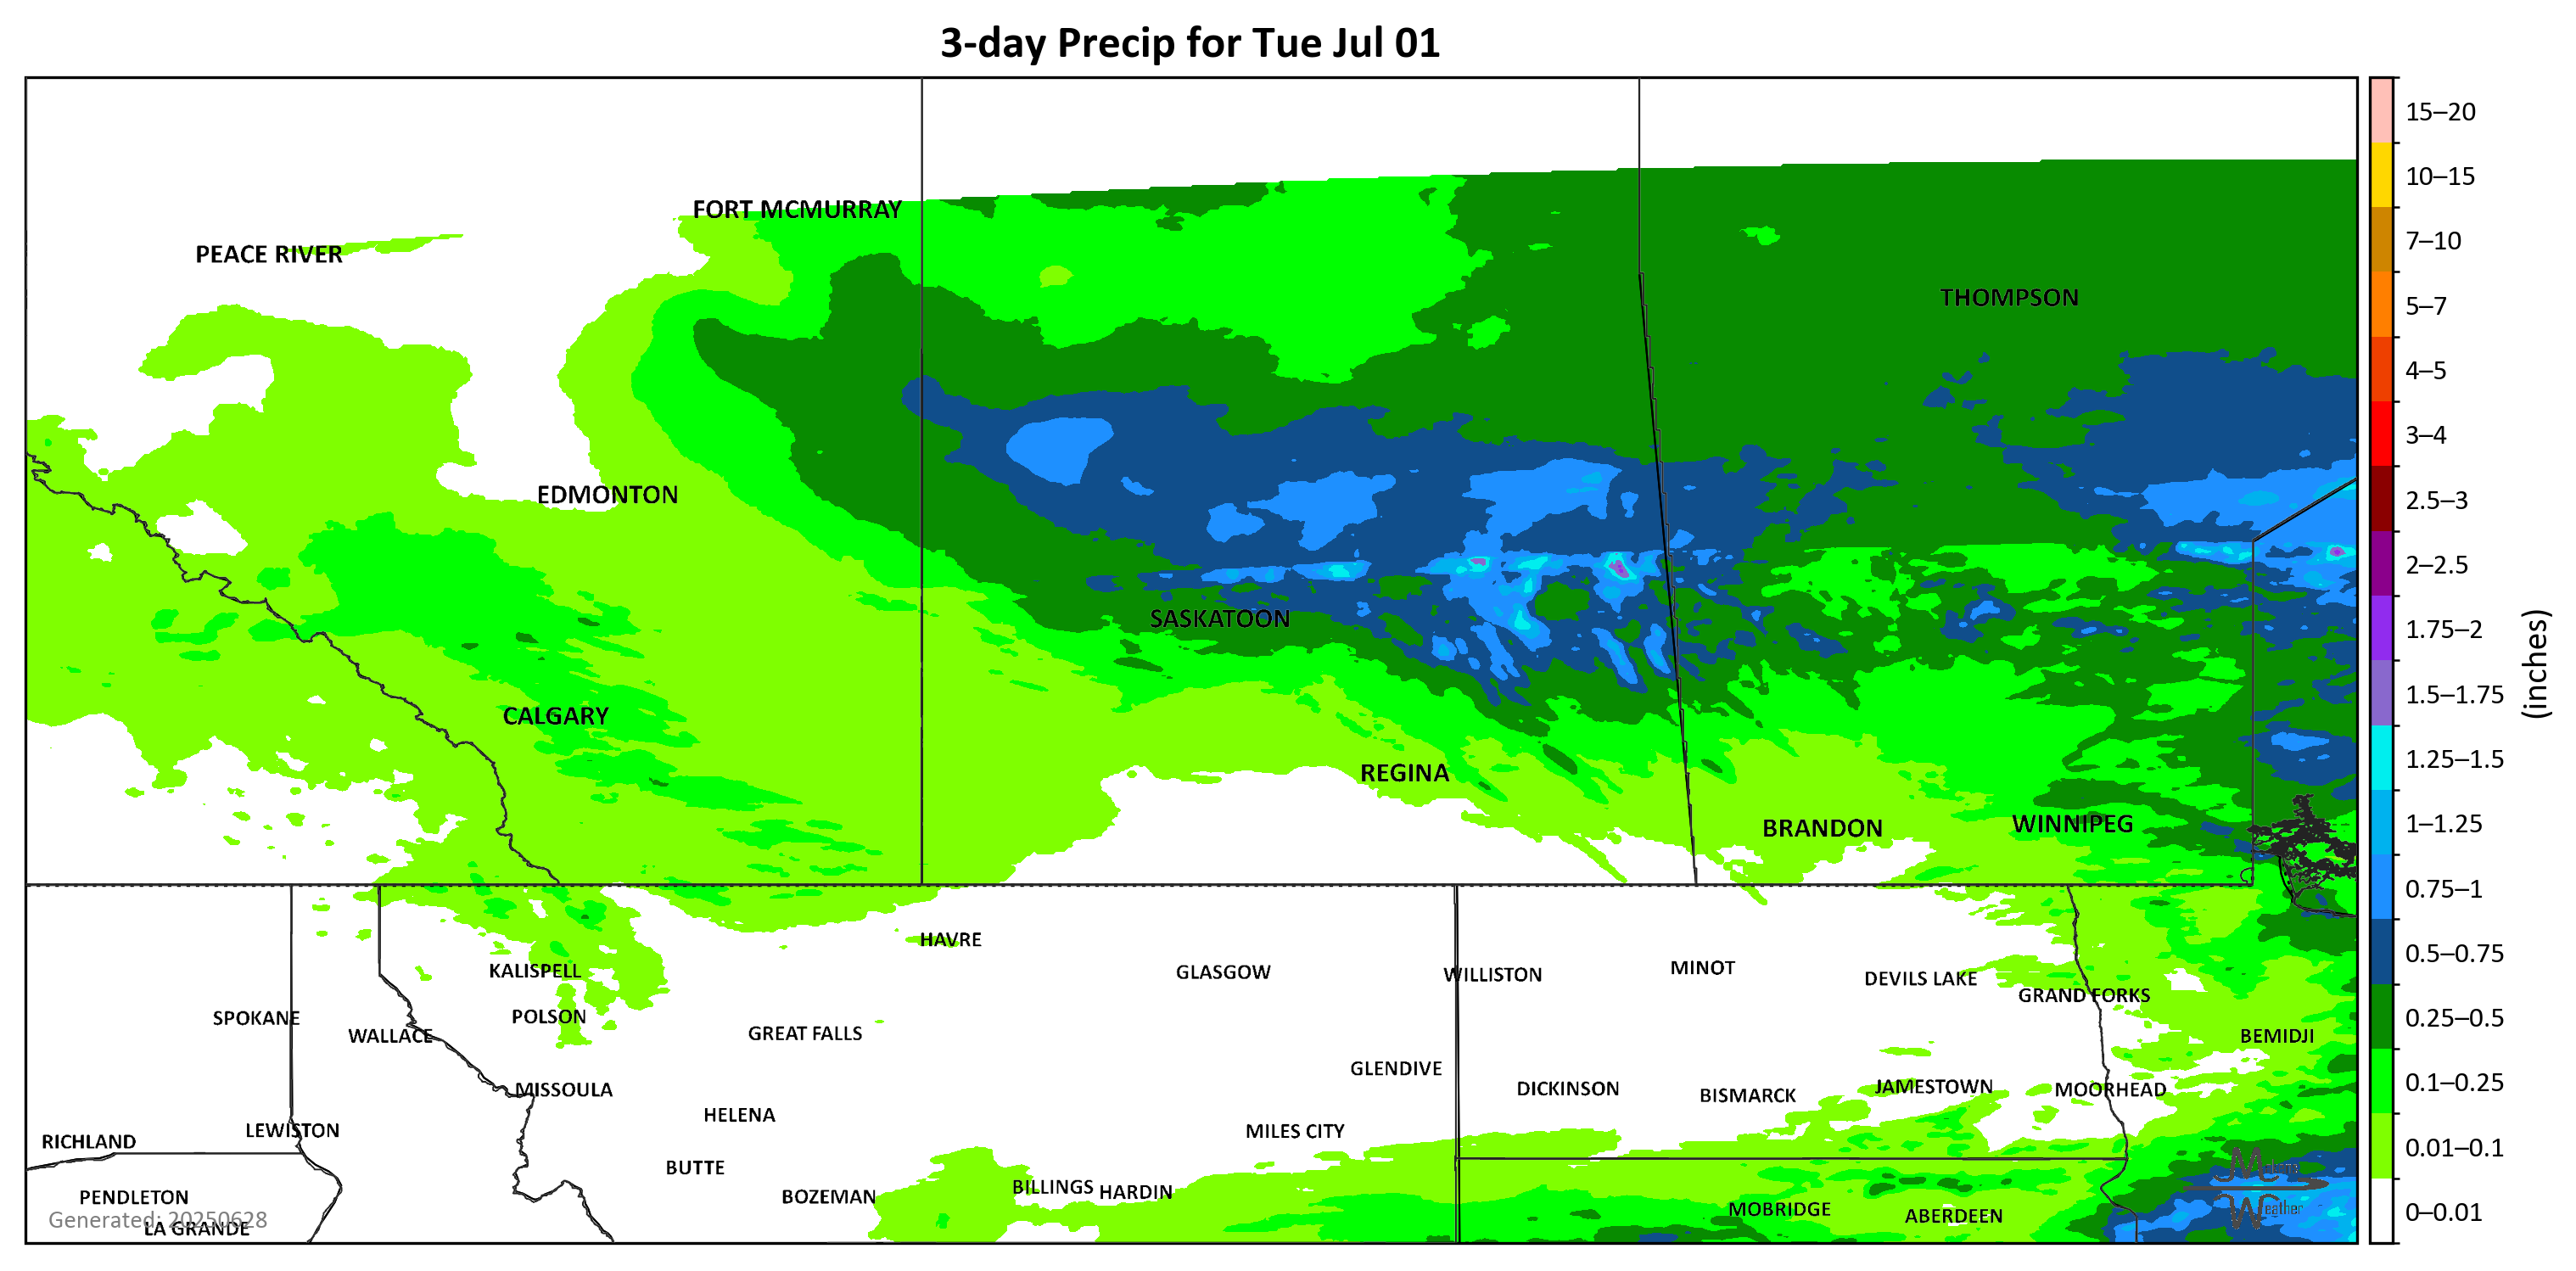 3-day Precip for Tue Jul 01
FORT MCMURRAY
PEACE RIVER
THOMPSON
EDMONTON
SASKATOON
CALGARY
REGINA
BRANDON
WINNIPEG
HAVRE
KALISPELL
GLASGOW
WILLISTON
MINOT
DEVILS LAKE
GRAND FORKS
SPOKANE
WALLACE
POLSON
GREAT FALLS
BEMIDJI
GLENDIVE
MISSOULA
DICKINSON
BISMARCK
JAMESTOWN
MOORHEAD
HELENA
RICHLAND
LEWISTON
MILES CITY
BUTTE
PENDLETON
BOZEMAN
BILLINGS
HARDIN
MOBRIDGE
ABERDEEN
Generated: 20250628
LA GRANDE
Weather
15–20
10–15
7–10
5–7
4–5
3–4
2.5–3
2–2.5
1.75–2
1.5–1.75
1.25–1.5
1–1.25
0.75–1
0.5–0.75
0.25–0.5
0.1–0.25
0.01–0.1
0–0.01
(inches)